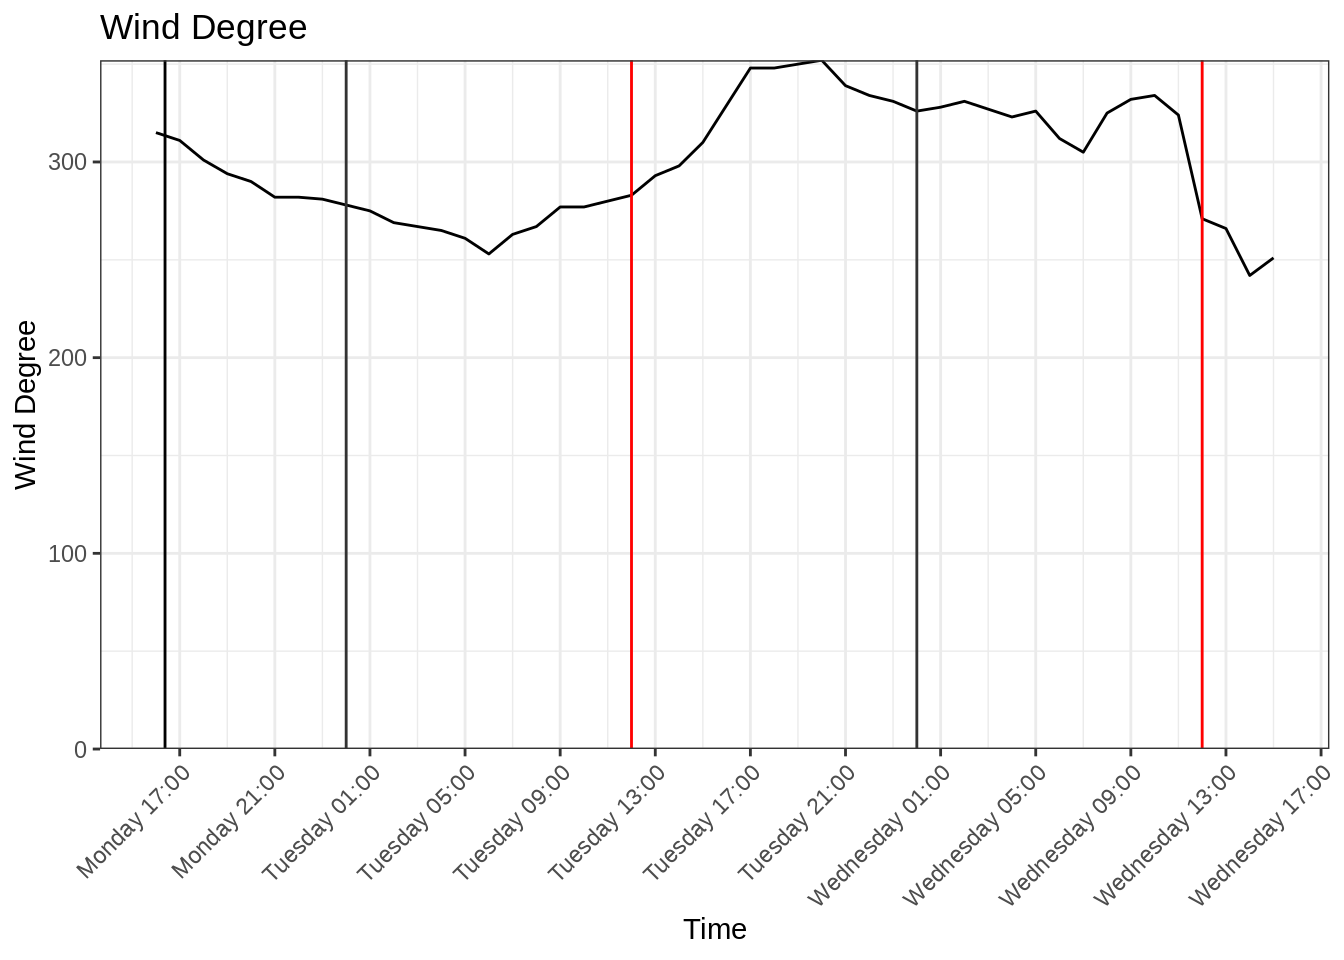 Wind Degree
Wind Degree
300
200
100
0
Monday 17:00
Monday 21:00
Tuesday 01:00
Tuesday 05:00
Tuesday 09:00
Tuesday 13:00
Tuesday 17:00
Tuesday 21:00
Wednesday 01:00
Wednesday 05:00
Wednesday 09:00
Wednesday 13:00
Wednesday 17:00
Time